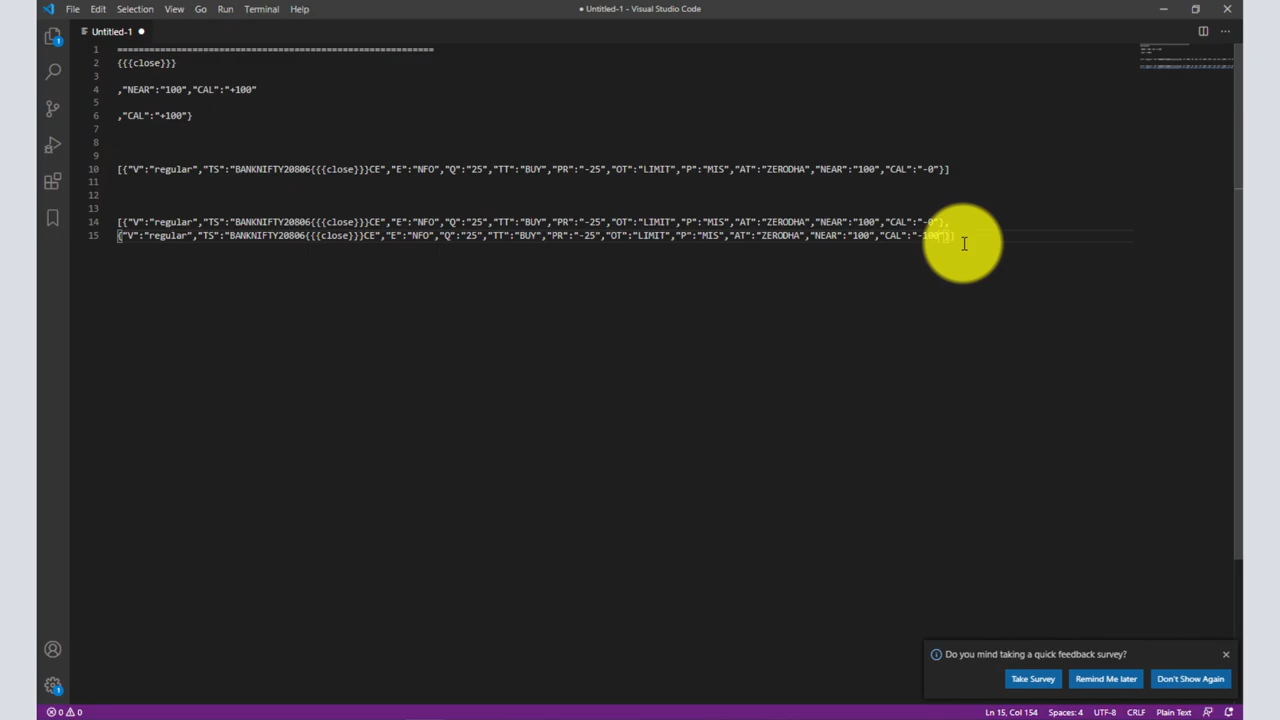 File Edit Selection View Go Run Terminal Help
● Untitled-1 - Visual Studio Code
Untitled-1
1 ===========================================================
2 {{{close}}}
3
4 ,"NEAR":"100","CAL":"+100"
5
6 ,"CAL":"+100"}
7
8
9
10 [{"V":"regular","TS":"BANKNIFTY20806{{{close}}}CE","E":"NFO","Q":"25","TT":"BUY","PR":"-25","OT":"LIMIT","P":"MIS","AT":"ZERODHA","NEAR":"100","CAL":"-0"}]
11
12
13
14 [{"V":"regular","TS":"BANKNIFTY20806{{{close}}}CE","E":"NFO","Q":"25","TT":"BUY","PR":"-25","OT":"LIMIT","P":"MIS","AT":"ZERODHA","NEAR":"100","CAL":"-0"},
15 {"V":"regular","TS":"BANKNIFTY20806{{{close}}}CE","E":"NFO","Q":"25","TT":"BUY","PR":"-25","OT":"LIMIT","P":"MIS","AT":"ZERODHA","NEAR":"100","CAL":"-100"}]
1
Do you mind taking a quick feedback survey?
Take Survey Remind Me later Don't Show Again
1
0 0 Ln 15, Col 154 Spaces: 4 UTF-8 CRLF Plain Text